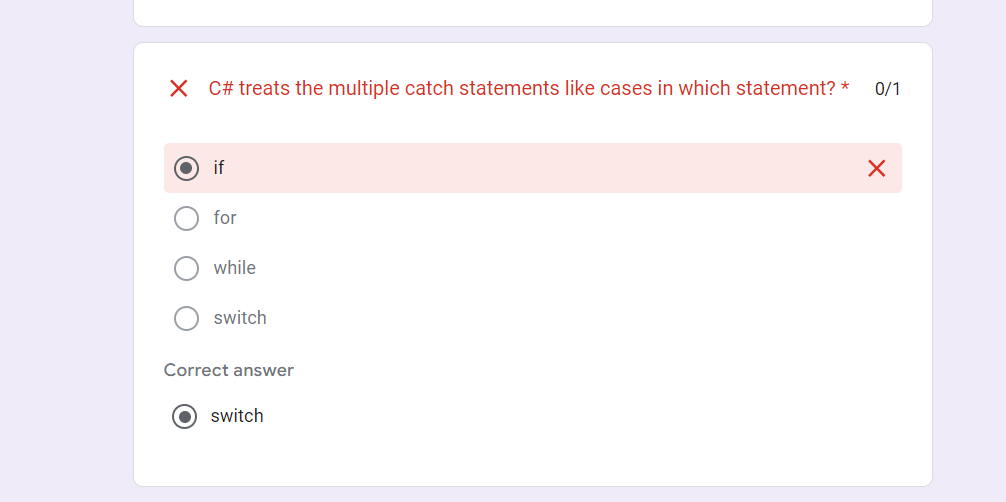 C# treats the multiple catch statements like cases in which statement? * 0/1
if
for
while
switch
Correct answer
switch